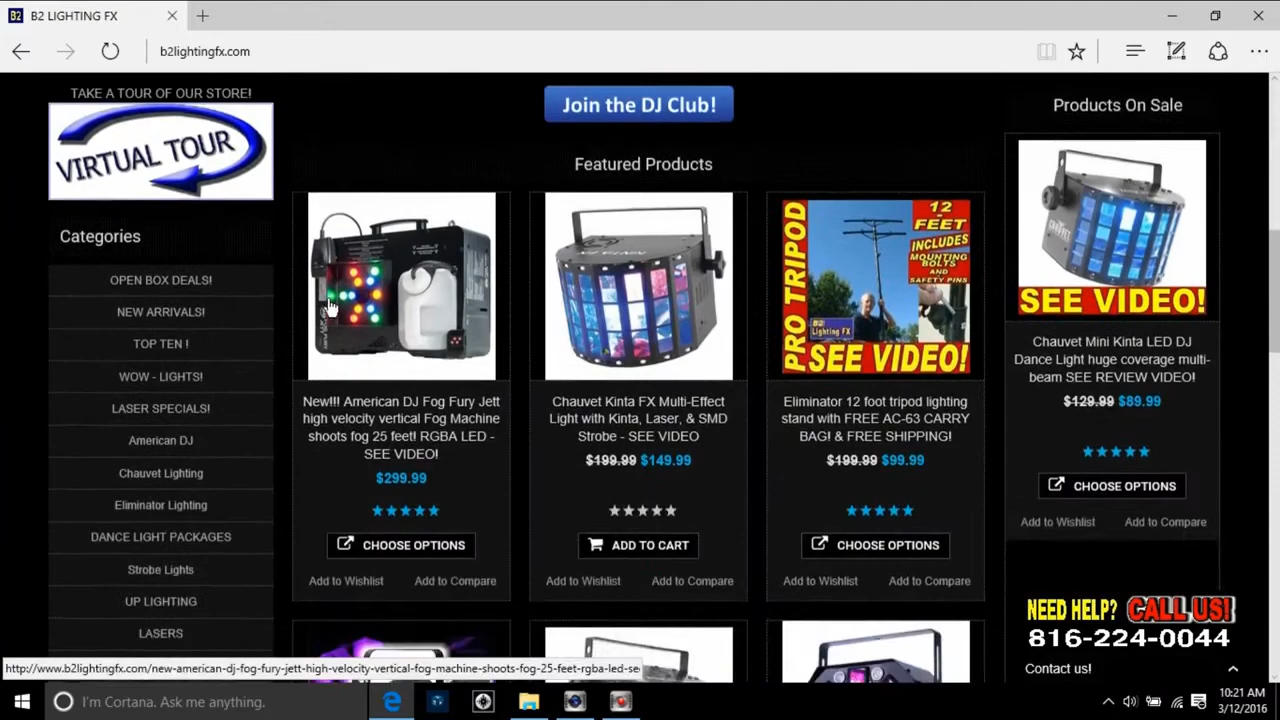 B2 B2 LIGHTING FX
b2lightingfx.com
TAKE A TOUR OF OUR STORE!
VIRTUAL TOUR
Categories
OPEN BOX DEALS!
NEW ARRIVALS!
TOP TEN !
WOW - LIGHTS!
LASER SPECIALS!
American DJ
Chauvet Lighting
Eliminator Lighting
DANCE LIGHT PACKAGES
Strobe Lights
UP LIGHTING
LASERS
Join the DJ Club!
Featured Products
New!!! American DJ Fog Fury Jett
high velocity vertical Fog Machine
shoots fog 25 feet! RGBA LED -
SEE VIDEO!
$299.99
CHOOSE OPTIONS
Add to Wishlist Add to Compare
Chauvet Kinta FX Multi-Effect
Light with Kinta, Laser, & SMD
Strobe - SEE VIDEO
$199.99 $149.99
ADD TO CART
Add to Wishlist Add to Compare
PRO TRIPOD
12 -
FEET
INCLUDES
MOUNTING
BOLTS
AND
SAFETY PINS
B2
Lighting FX
SEE VIDEO!
Eliminator 12 foot tripod lighting
stand with FREE AC-63 CARRY
BAG! & FREE SHIPPING!
$199.99 $99.99
CHOOSE OPTIONS
Add to Wishlist Add to Compare
Products On Sale
SEE VIDEO!
Chauvet Mini Kinta LED DJ
Dance Light huge coverage multi-
beam SEE REVIEW VIDEO!
$129.99 $89.99
CHOOSE OPTIONS
Add to Wishlist Add to Compare
NEED HELP? CALL US!
816-224-0044
Contact us!
http://www.b2lightingfx.com/new-american-dj-fog-fury-jett-high-velocity-vertical-fog-machine-shoots-fog-25-feet-rgba-led-se
I'm Cortana. Ask me anything.
10:21 AM
3/12/2016